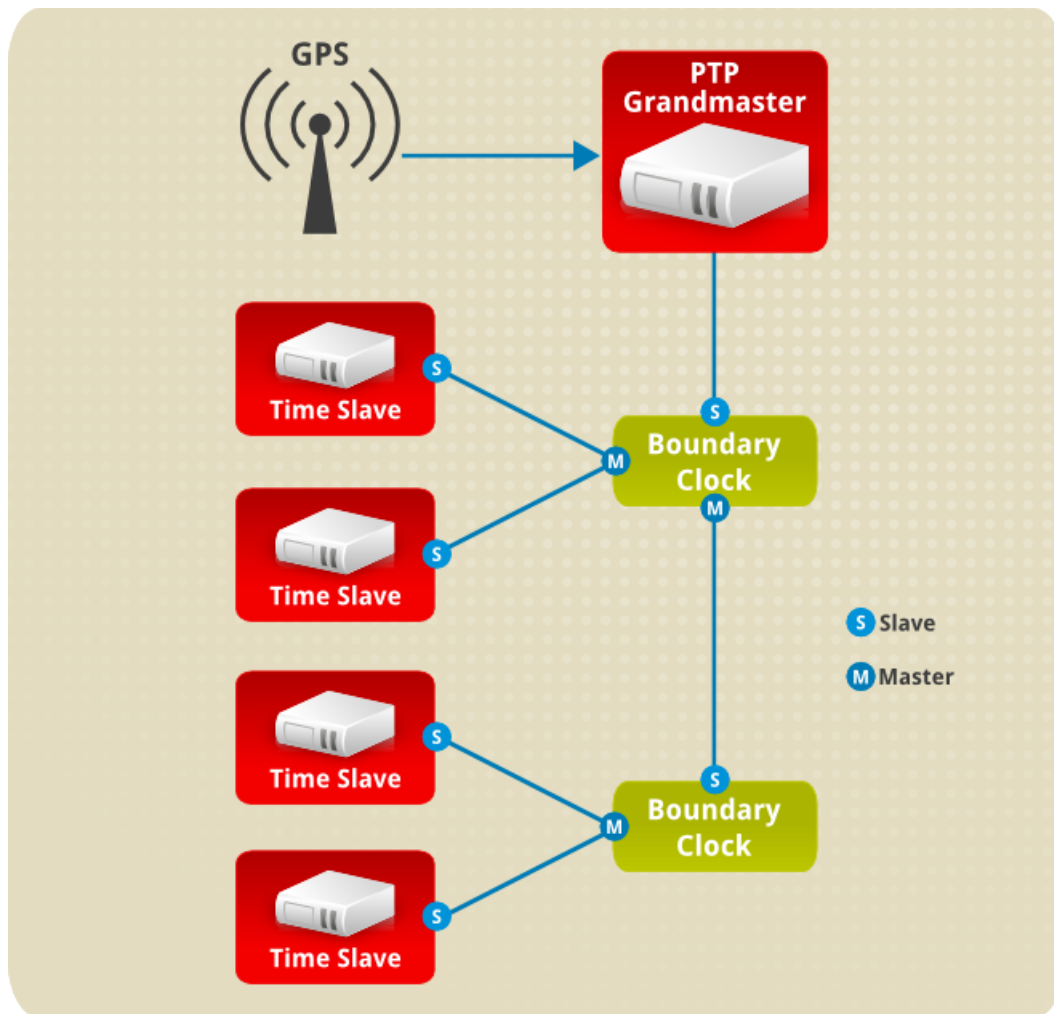 GPS
PTP
Grandmaster
S
Time Slave
S
Boundary
Clock
M
M
S
Time Slave
S Slave
M Master
S
Time Slave
S
Boundary
Clock
M
S
Time Slave